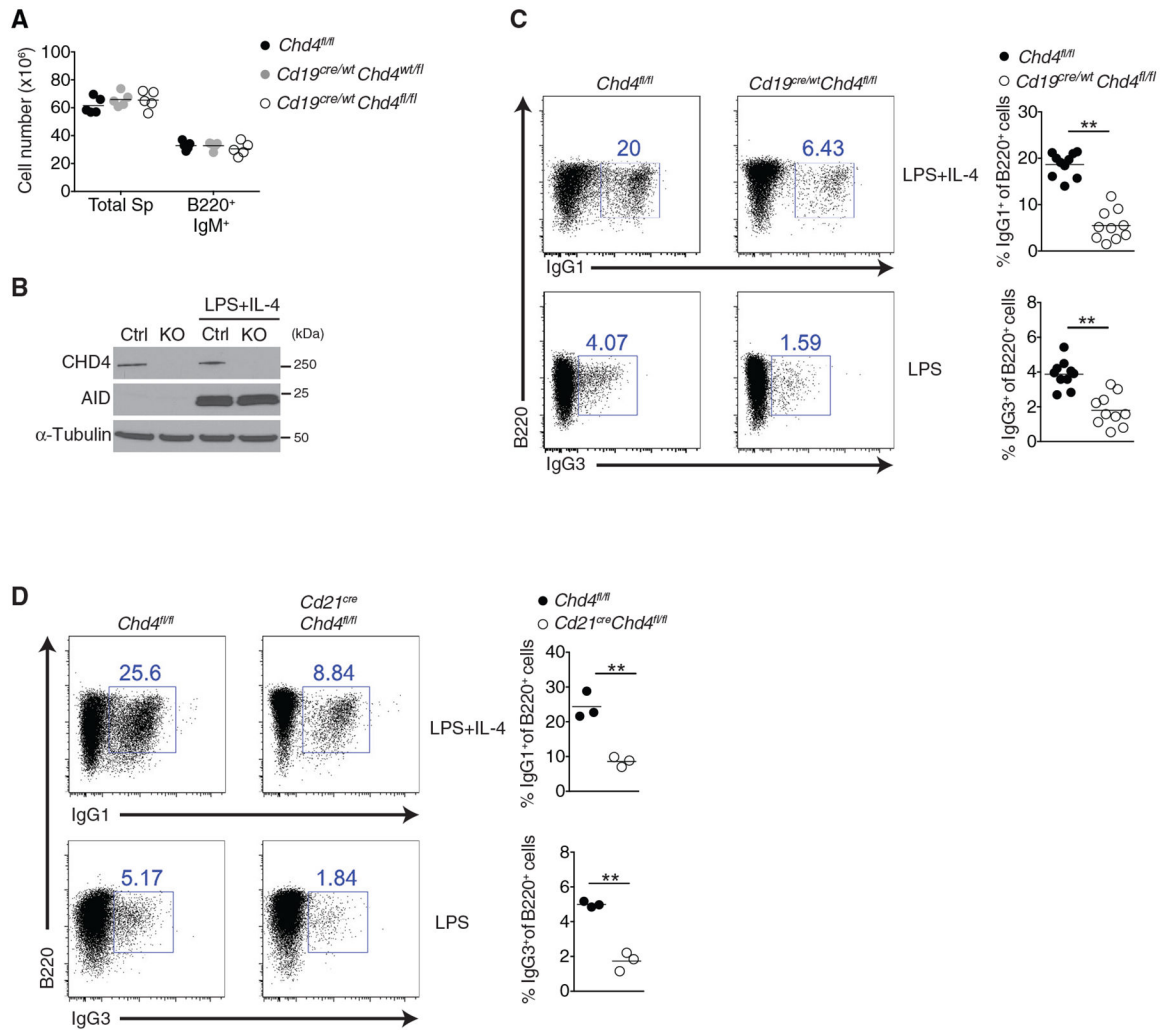 A
Cell number (x10⁶)
100
80
60
40
20
0
Total Sp
B220⁺
IgM⁺
Chd4ᶠˡ/ᶠˡ
Cd19ᶜʳᵉ/ʷᵗ Chd4ʷᵗ/ᶠˡ
Cd19ᶜʳᵉ/ʷᵗ Chd4ᶠˡ/ᶠˡ
B
LPS+IL-4
Ctrl KO Ctrl KO (kDa)
CHD4 250
AID 25
α-Tubulin 50
C
Chd4ᶠˡ/ᶠˡ
Cd19ᶜʳᵉ/ʷᵗChd4ᶠˡ/ᶠˡ
20
6.43
LPS+IL-4
IgG1
4.07
1.59
LPS
B220
IgG3
Chd4ᶠˡ/ᶠˡ
Cd19ᶜʳᵉ/ʷᵗ Chd4ᶠˡ/ᶠˡ
% IgG1⁺ of B220⁺ cells
30
20
10
0
**
% IgG3⁺ of B220⁺ cells
8
6
4
2
0
**
D
Chd4ᶠˡ/ᶠˡ
Cd21ᶜʳᵉ
Chd4ᶠˡ/ᶠˡ
25.6
8.84
LPS+IL-4
IgG1
5.17
1.84
LPS
B220
IgG3
Chd4ᶠˡ/ᶠˡ
Cd21ᶜʳᵉChd4ᶠˡ/ᶠˡ
% IgG1⁺of B220⁺ cells
40
30
20
10
0
**
% IgG3⁺of B220⁺ cells
8
6
4
2
0
**